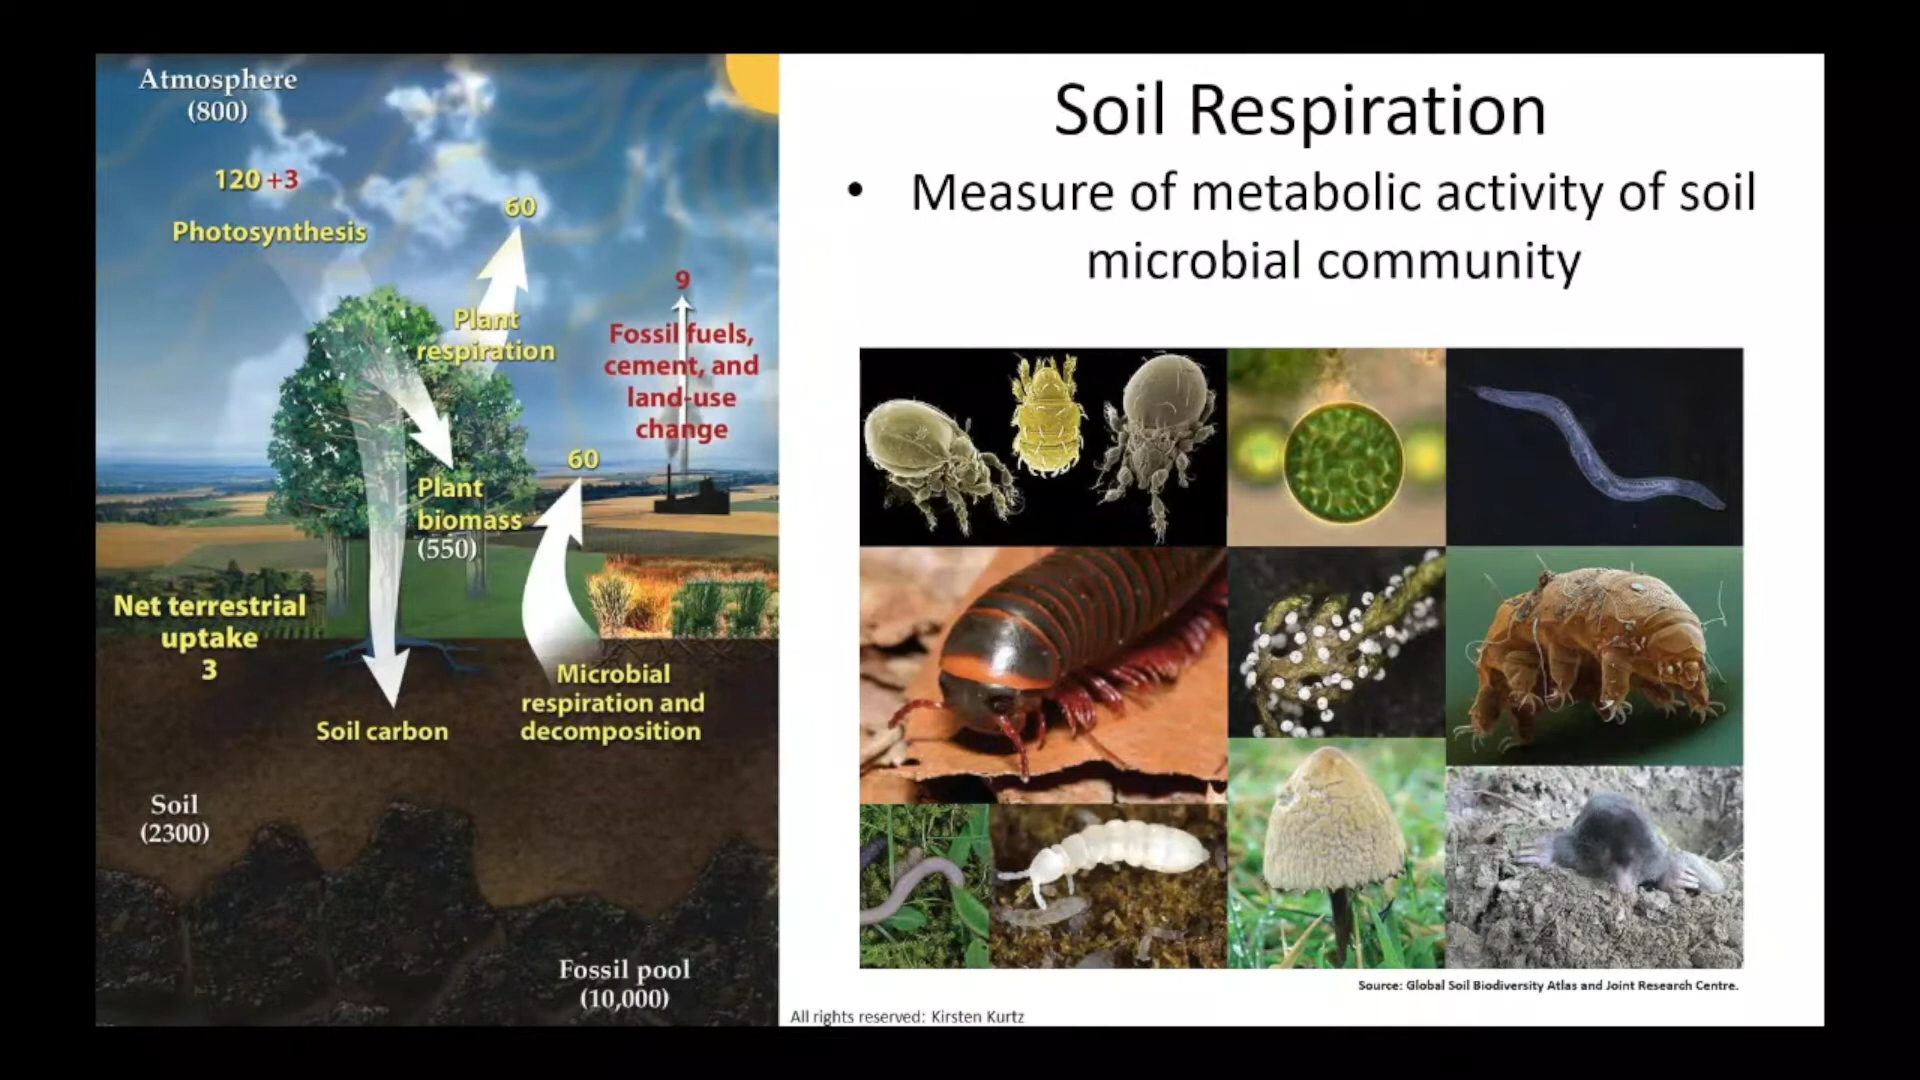 Atmosphere
(800)
120 +3
Photosynthesis
60
Plant
respiration
9
Fossil fuels,
cement, and
land-use
change
60
Plant
biomass
(550)
Net terrestrial
uptake
3
Microbial
respiration and
decomposition
Soil carbon
Soil
(2300)
Fossil pool
(10,000)
Soil Respiration
• Measure of metabolic activity of soil
microbial community
Source: Global Soil Biodiversity Atlas and Joint Research Centre.
All rights reserved: Kirsten Kurtz